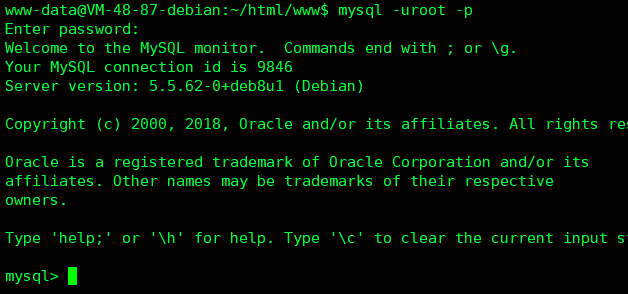 www-data@VM-48-87-debian:~/html/www$ mysql -uroot -p
Enter password:
Welcome to the MySQL monitor.  Commands end with ; or \g.
Your MySQL connection id is 9846
Server version: 5.5.62-0+deb8u1 (Debian)
Copyright (c) 2000, 2018, Oracle and/or its affiliates. All rights res
Oracle is a registered trademark of Oracle Corporation and/or its
affiliates. Other names may be trademarks of their respective
owners.
Type 'help;' or '\h' for help. Type '\c' to clear the current input st
mysql>